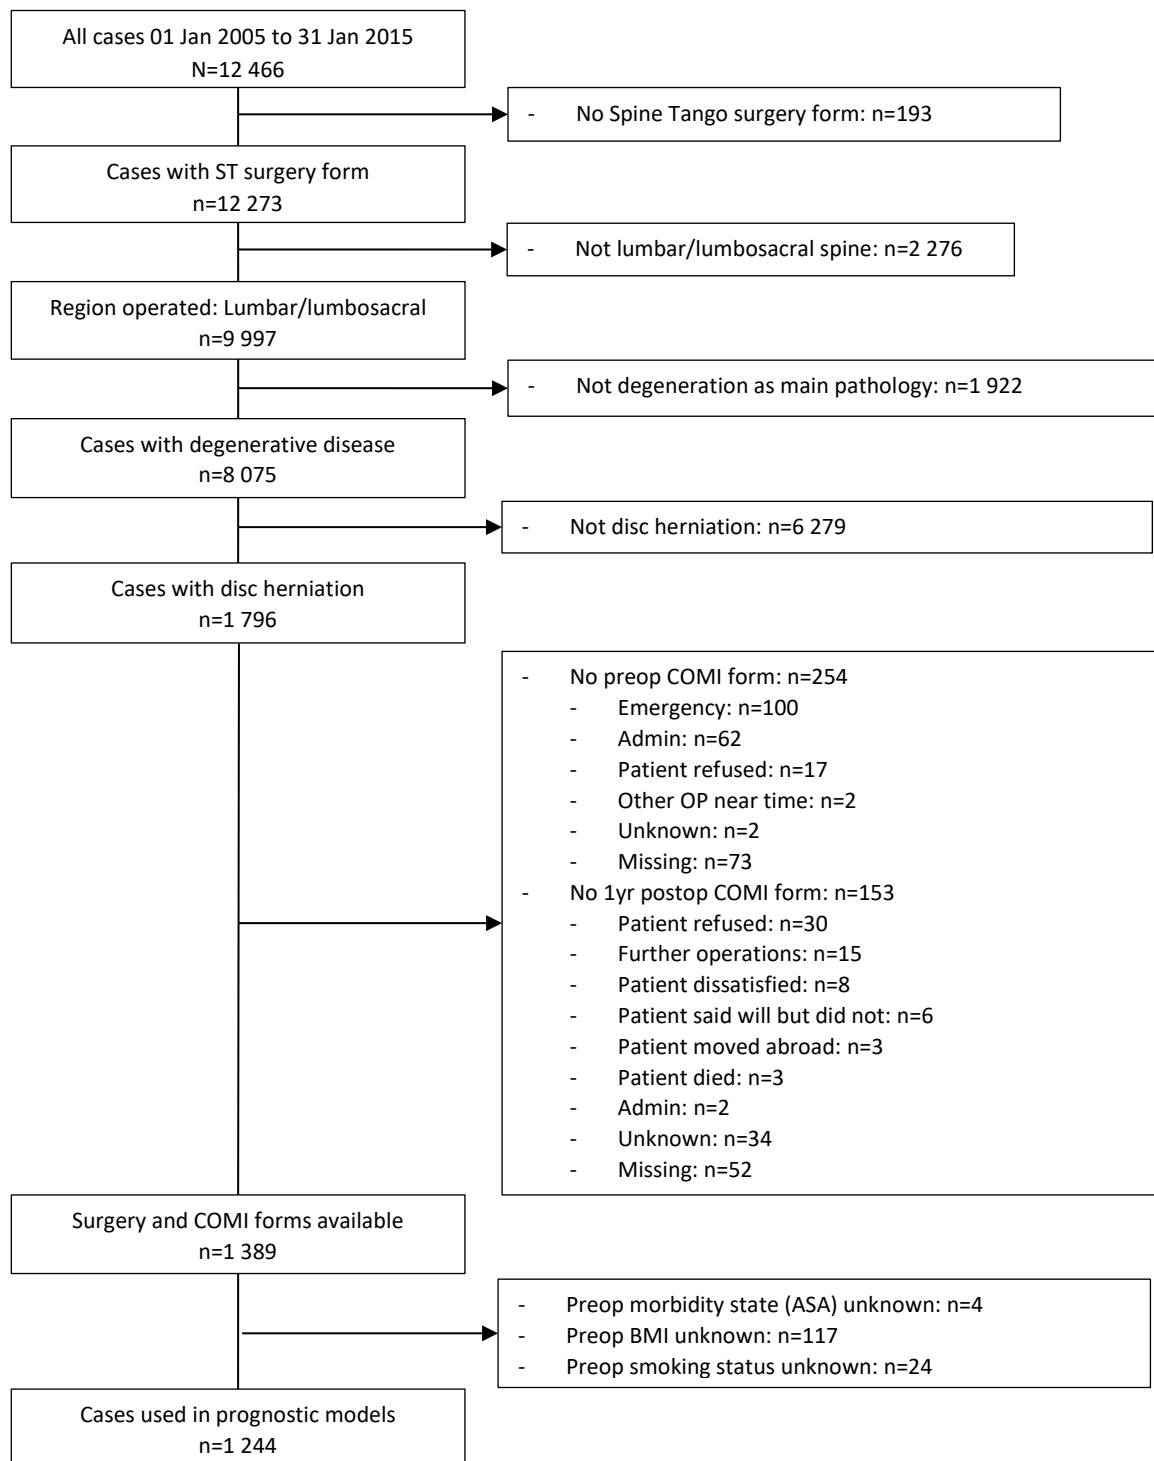 All cases 01 Jan 2005 to 31 Jan 2015
N=12 466
- No Spine Tango surgery form: n=193
Cases with ST surgery form
n=12 273
- Not lumbar/lumbosacral spine: n=2 276
Region operated: Lumbar/lumbosacral
n=9 997
- Not degeneration as main pathology: n=1 922
Cases with degenerative disease
n=8 075
- Not disc herniation: n=6 279
Cases with disc herniation
n=1 796
- No preop COMI form: n=254
- Emergency: n=100
- Admin: n=62
- Patient refused: n=17
- Other OP near time: n=2
- Unknown: n=2
- Missing: n=73
- No 1yr postop COMI form: n=153
- Patient refused: n=30
- Further operations: n=15
- Patient dissatisfied: n=8
- Patient said will but did not: n=6
- Patient moved abroad: n=3
- Patient died: n=3
- Admin: n=2
- Unknown: n=34
- Missing: n=52
Surgery and COMI forms available
n=1 389
- Preop morbidity state (ASA) unknown: n=4
- Preop BMI unknown: n=117
- Preop smoking status unknown: n=24
Cases used in prognostic models
n=1 244